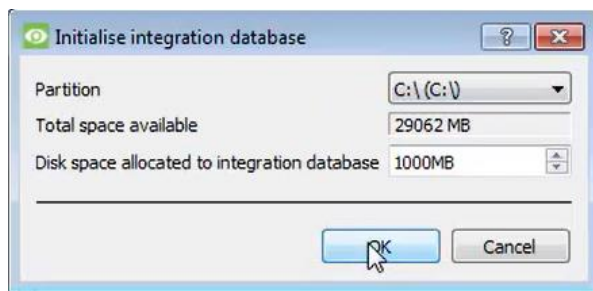 Initialise integration database
Partition C:\ (C:\)
Total space available 29062 MB
Disk space allocated to integration database 1000MB
OK Cancel